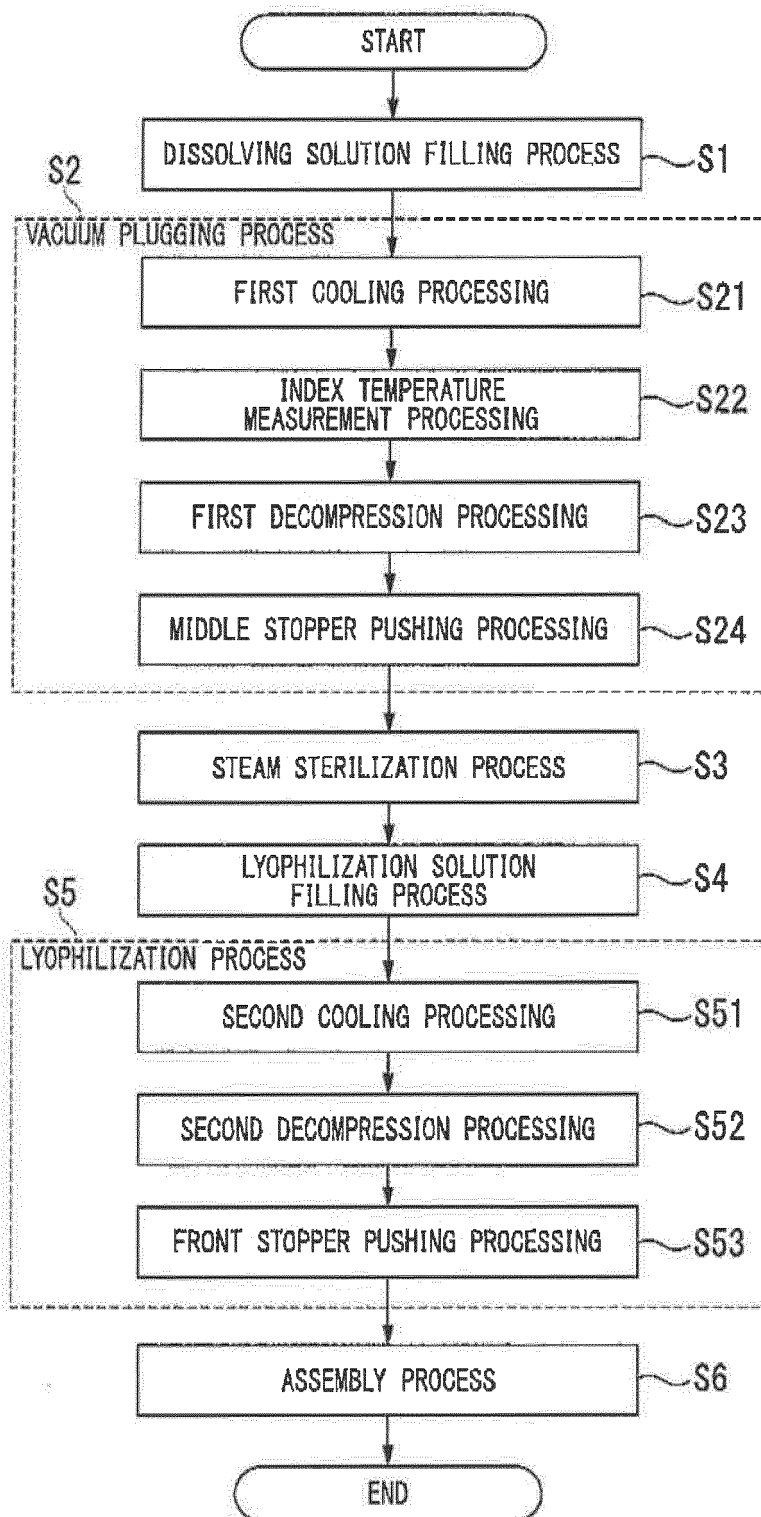 START
DISSOLVING SOLUTION FILLING PROCESS
S1
S2
VACUUM PLUGGING PROCESS
FIRST COOLING PROCESSING
S21
INDEX TEMPERATURE
MEASUREMENT PROCESSING
S22
FIRST DECOMPRESSION PROCESSING
S23
MIDDLE STOPPER PUSHING PROCESSING
S24
STEAM STERILIZATION PROCESS
S3
LYOPHILIZATION SOLUTION
FILLING PROCESS
S4
S5
LYOPHILIZATION PROCESS
SECOND COOLING PROCESSING
S51
SECOND DECOMPRESSION PROCESSING
S52
FRONT STOPPER PUSHING PROCESSING
S53
ASSEMBLY PROCESS
S6
END